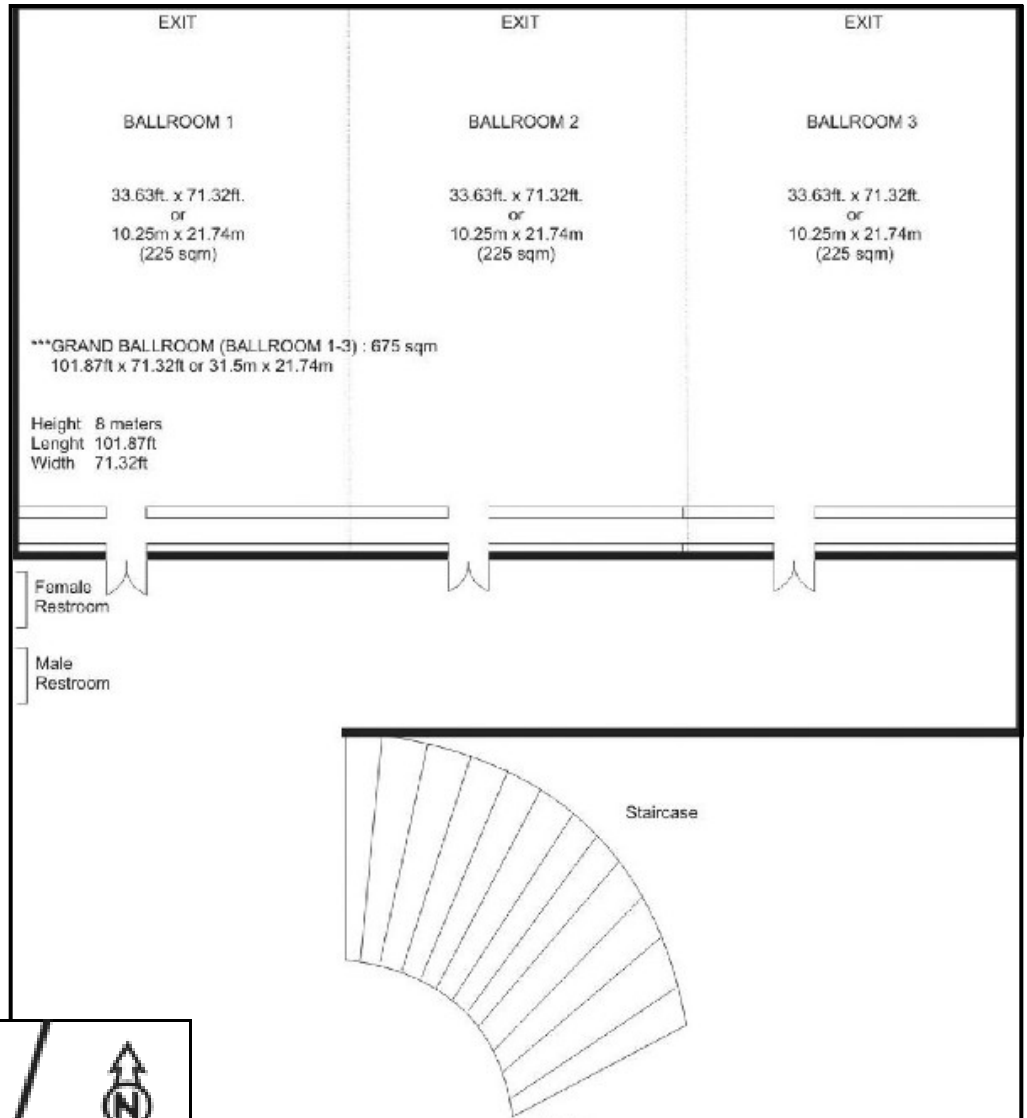 EXIT EXIT EXIT
BALLROOM 1 BALLROOM 2 BALLROOM 3
33.63ft. x 71.32ft. 33.63ft. x 71.32ft. 33.63ft. x 71.32ft.
or or or
10.25m x 21.74m 10.25m x 21.74m 10.25m x 21.74m
(225 sqm) (225 sqm) (225 sqm)
***GRAND BALLROOM (BALLROOM 1-3) : 675 sqm
101.87ft x 71.32ft or 31.5m x 21.74m
Height 8 meters
Lenght 101.87ft
Width 71.32ft
Female
Restroom
Male
Restroom
Staircase
N